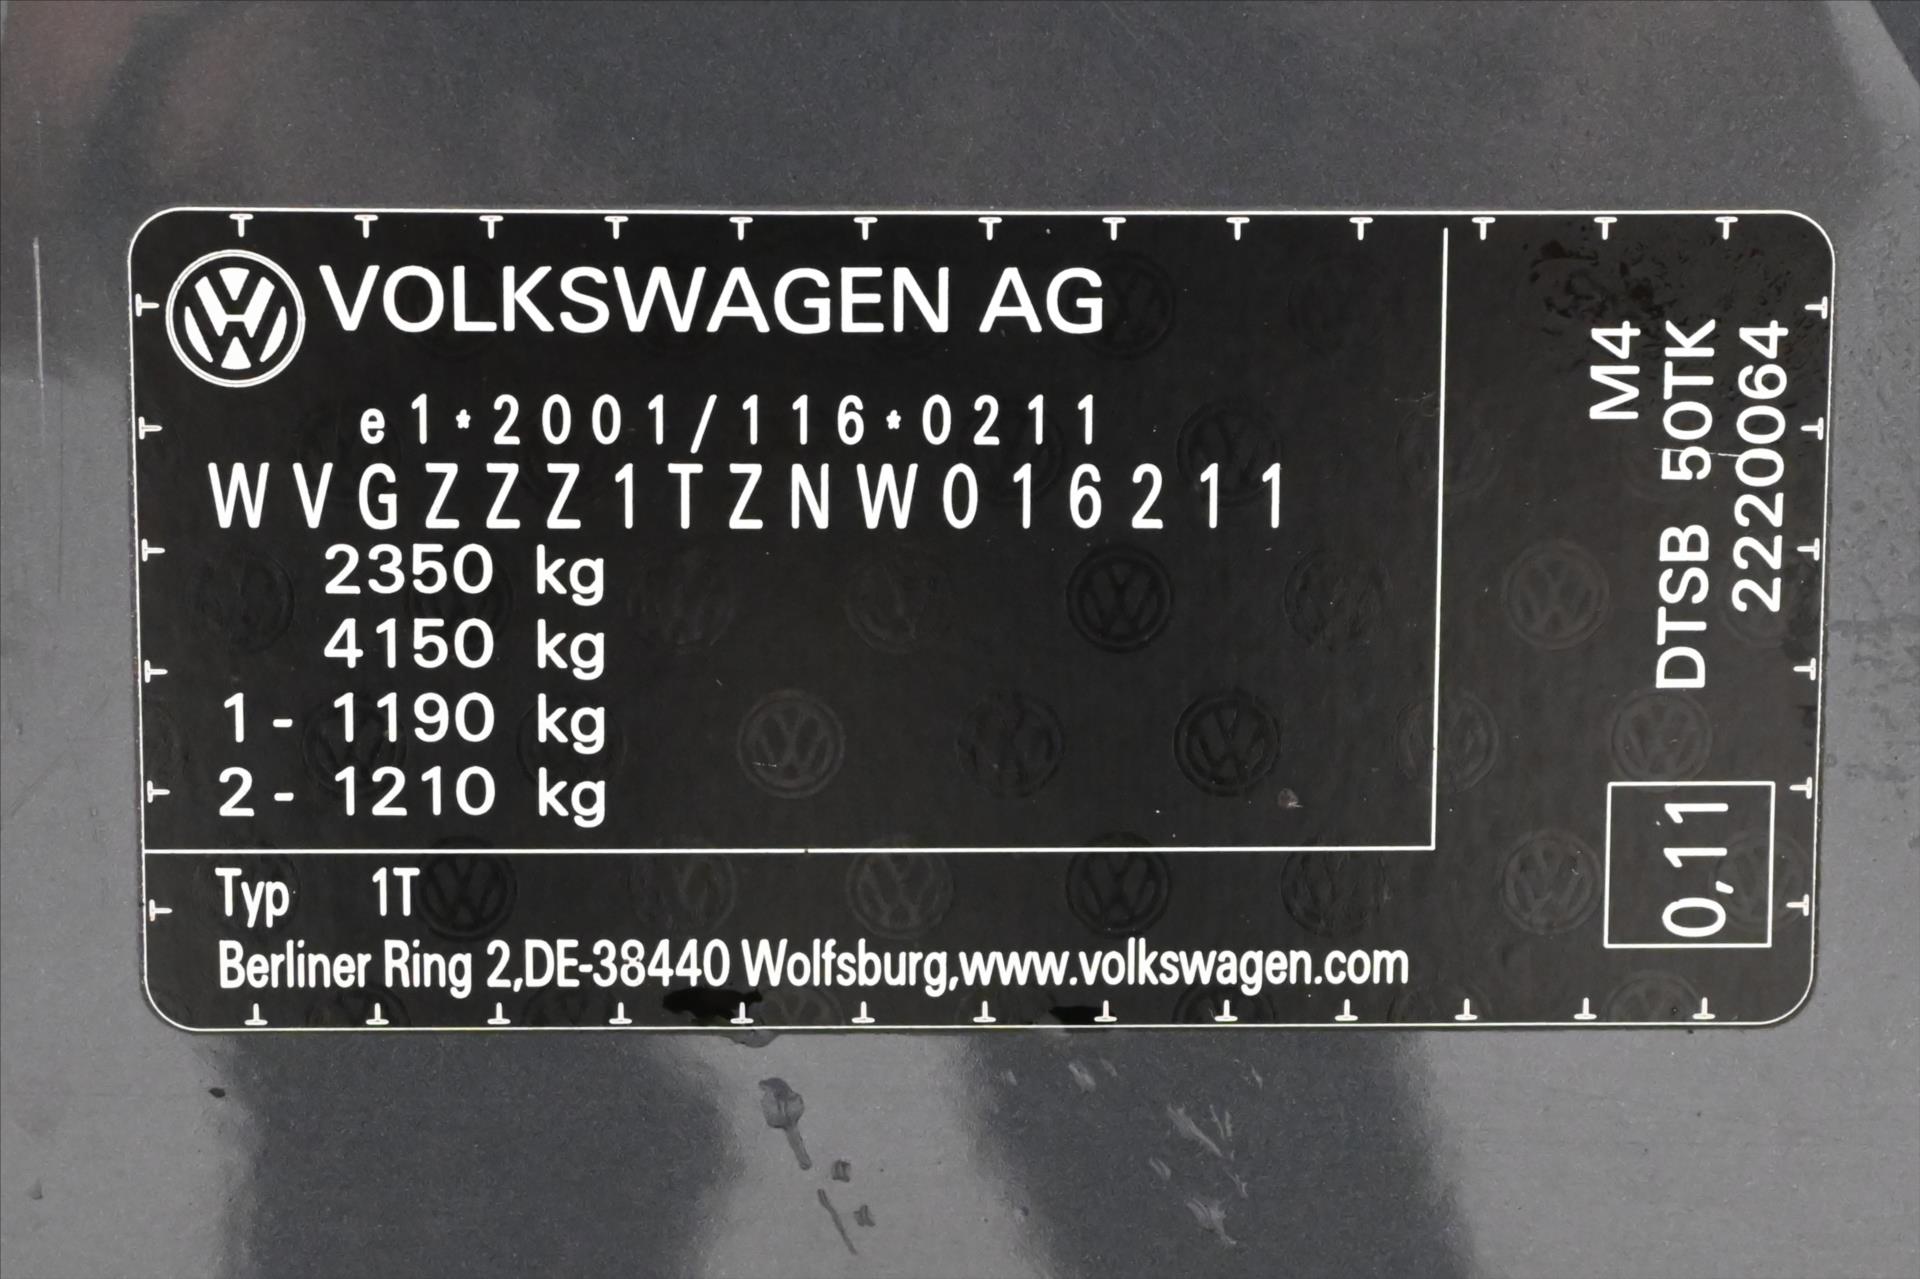 VOLKSWAGEN AG
e1*2001/116*0211
WVGZZZ1TZNW016211
2350 kg
4150 kg
1- 1190 kg
2- 1210 kg
Typ 1T
Berliner Ring 2,DE-38440 Wolfsburg,www.volkswagen.com
M4
DTSB 50TK
2220064
0,11